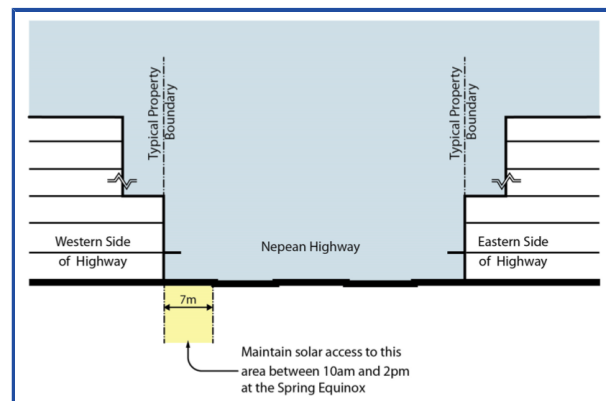 Typical Property
Boundary
Typical Property
Boundary
Western Side
of Highway
Nepean Highway
Eastern Side
of Highway
7m
Maintain solar access to this
area between 10am and 2pm
at the Spring Equinox